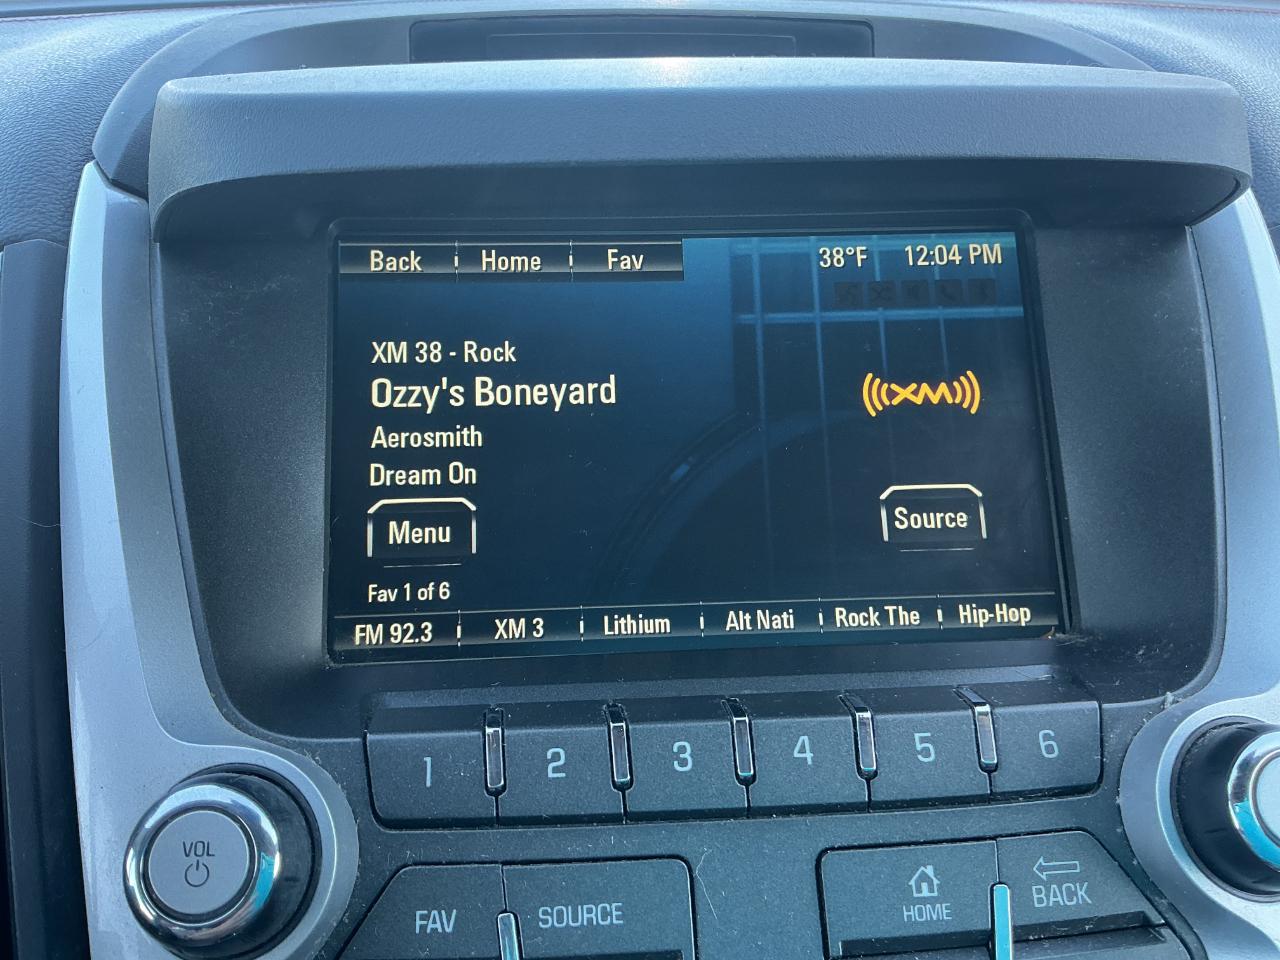 Back Home Fav 38°F 12:04 PM
XM 38 - Rock
Ozzy's Boneyard
XM
Aerosmith
Dream On
Menu Source
Fav 1 of 6
FM 92.3 XM 3 Lithium Alt Nati Rock The Hip-Hop
1 2 3 4 5 6
VOL
FAV SOURCE HOME BACK